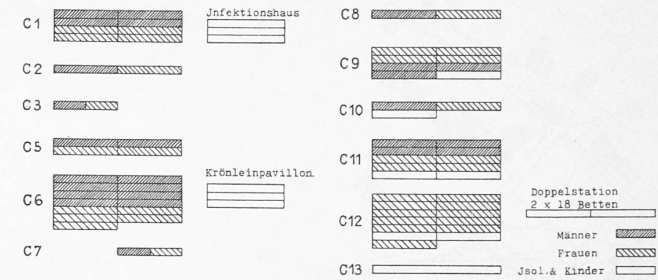 C1
Jnfektionshaus
C2
C3
C5
C6
Krönleinpavillon
C7
C8
C9
C10
C11
C12
C13
Doppelstation
2 x 18 Betten
Männer
Frauen
Jsol.& Kinder